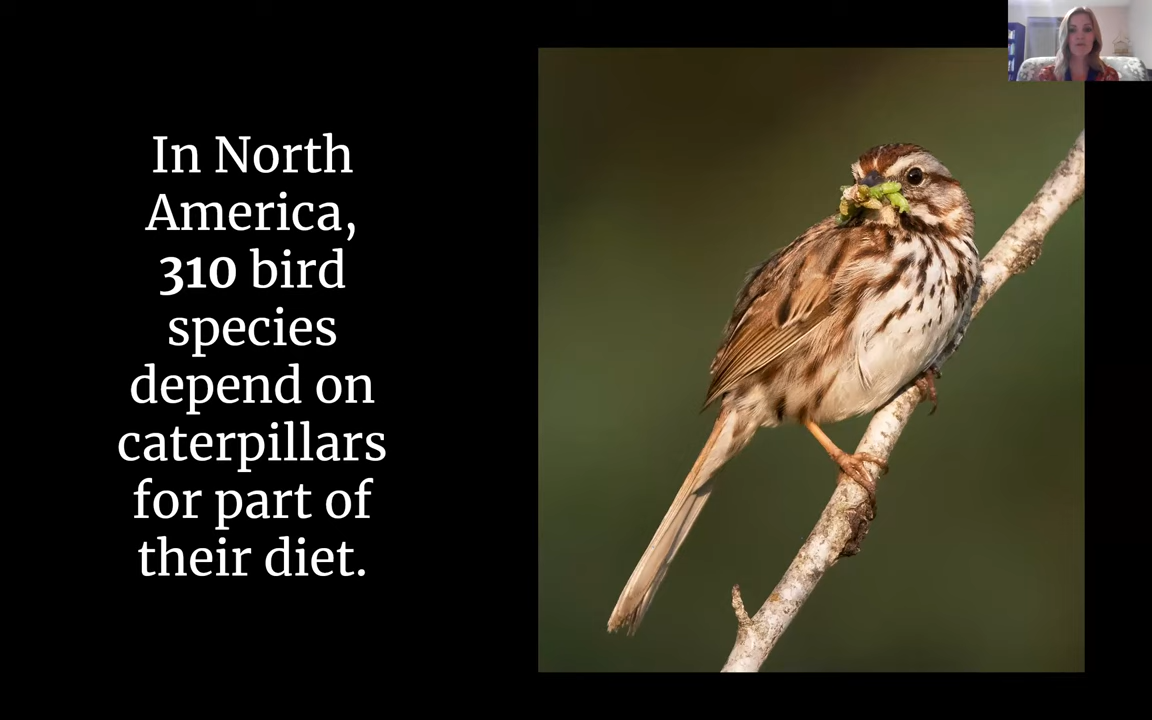 In North
America,
310 bird
species
depend on
caterpillars
for part of
their diet.